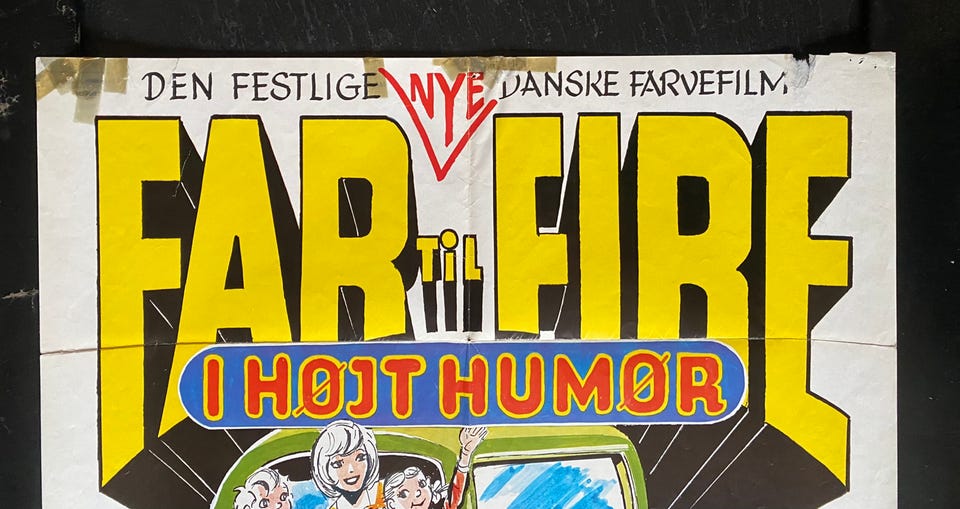 DEN FESTLIGE NYE DANSKE FARVEFILM
FAR TiL FIRE
I HØJT HUMØR